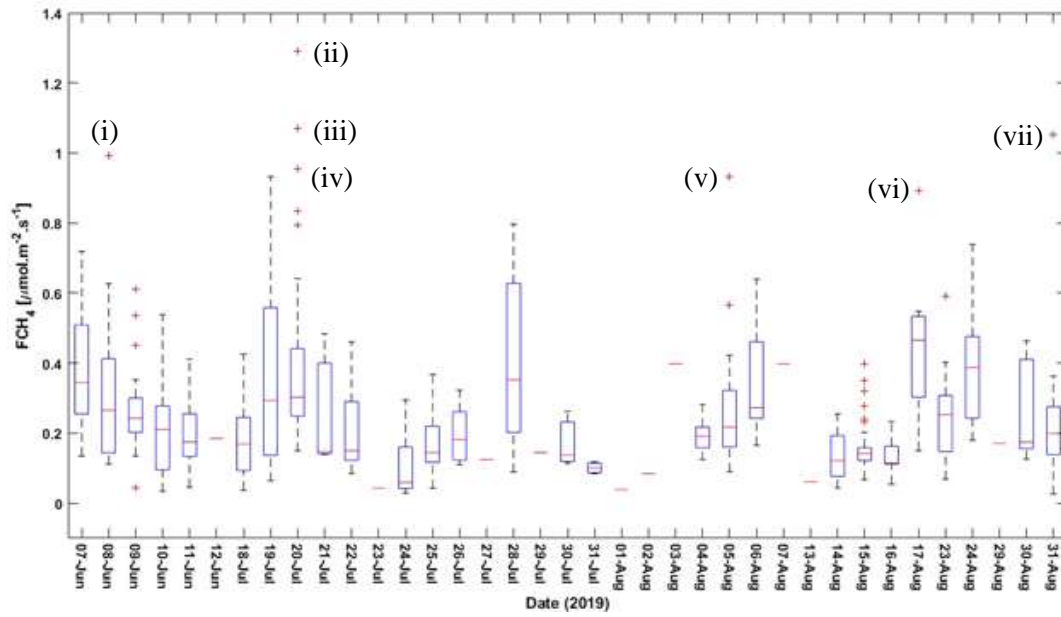 1.4
(ii)
1.2
(i)
(iii)
(vii)
1
(iv)
(v)
(vi)
0.8
0.6
0.4
0.2
0
FCH₄ [μmol.m⁻².s⁻¹]
07-Jun
08-Jun
09-Jun
10-Jun
11-Jun
12-Jun
18-Jul
19-Jul
20-Jul
21-Jul
22-Jul
23-Jul
24-Jul
25-Jul
26-Jul
27-Jul
28-Jul
29-Jul
30-Jul
31-Jul
01-Aug
02-Aug
03-Aug
04-Aug
05-Aug
06-Aug
07-Aug
13-Aug
14-Aug
15-Aug
16-Aug
17-Aug
23-Aug
24-Aug
29-Aug
30-Aug
31-Aug
Date (2019)